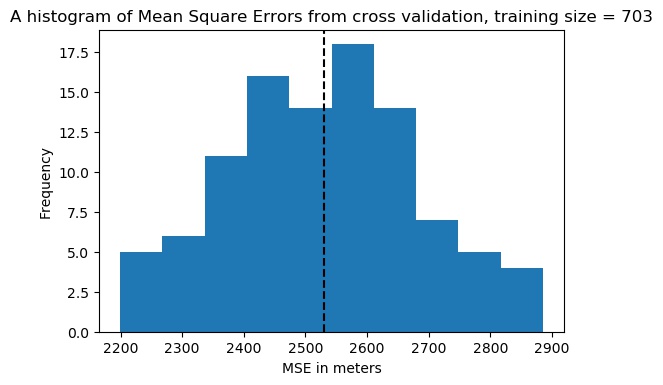 A histogram of Mean Square Errors from cross validation, training size = 703
17.5
15.0
12.5
10.0
7.5
5.0
2.5
0.0
Frequency
2200 2300 2400 2500 2600 2700 2800 2900
MSE in meters